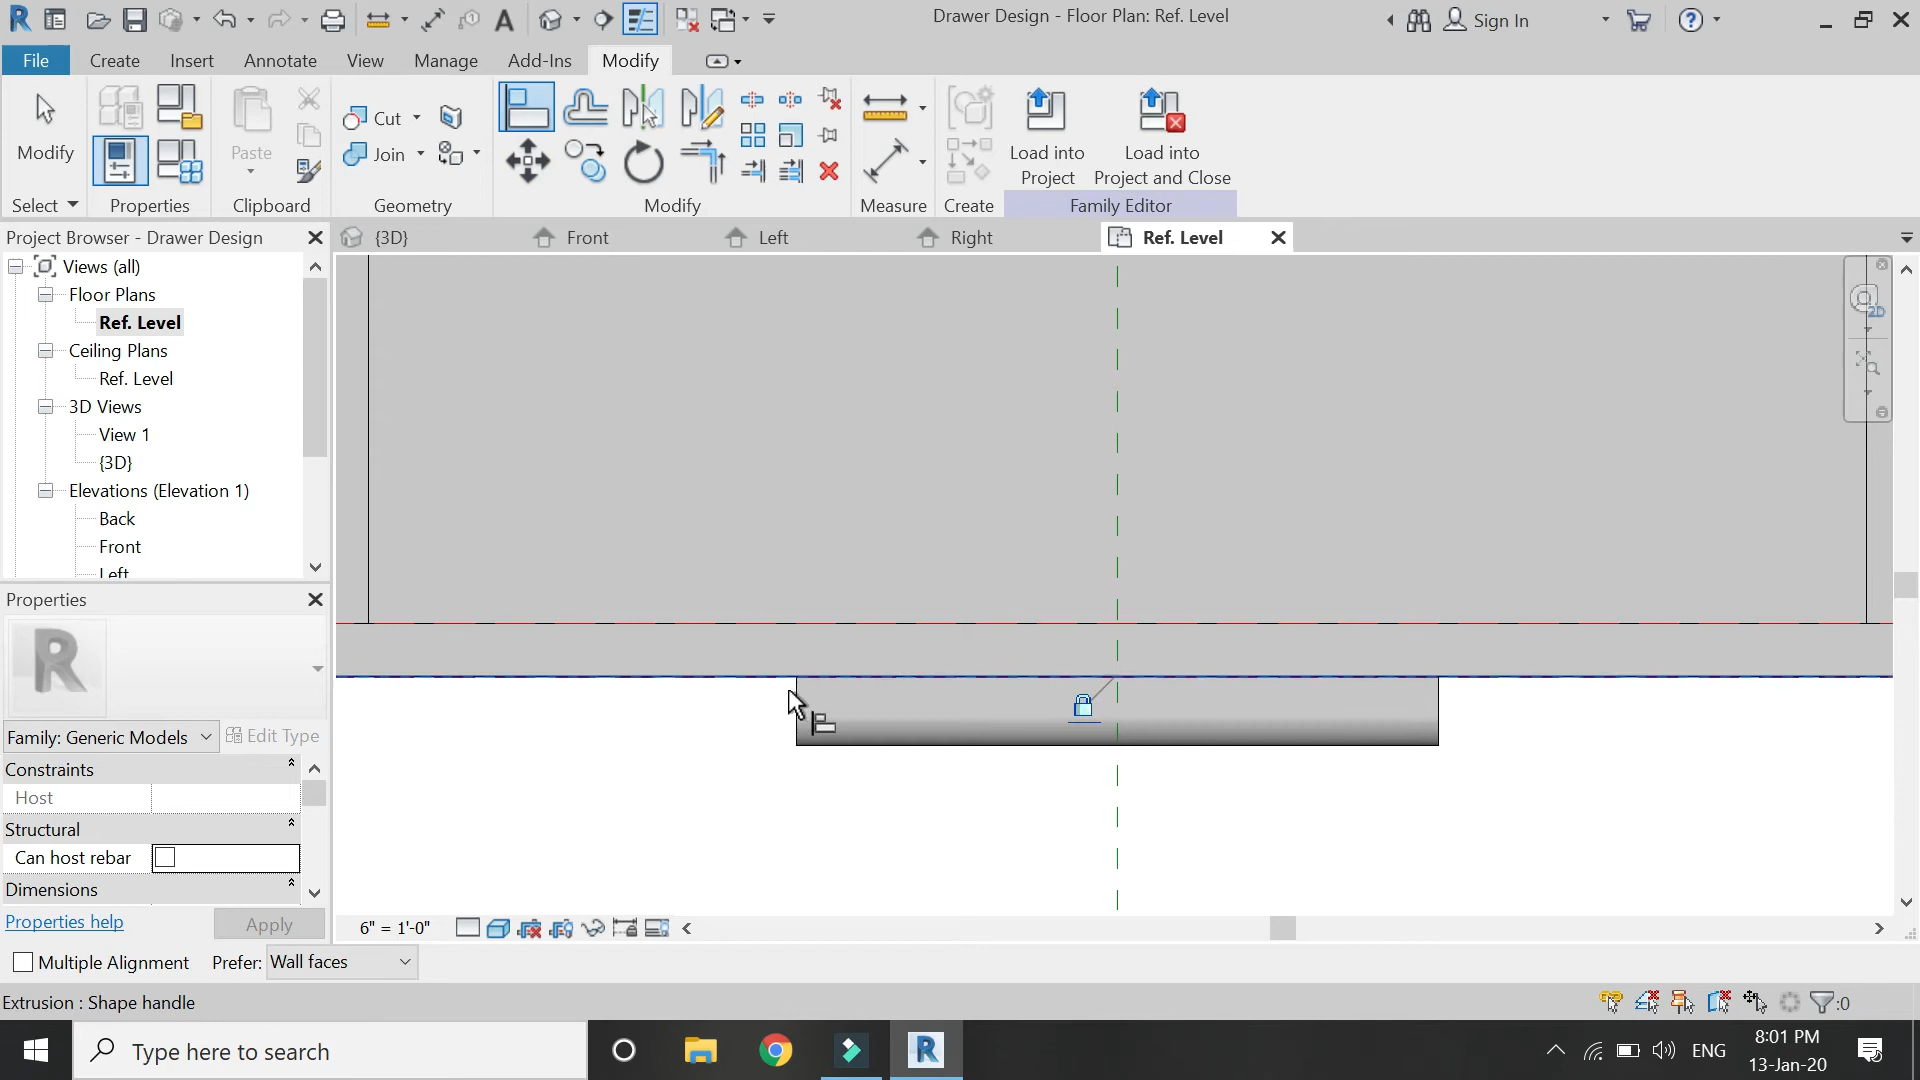 Drawer Design - Floor Plan: Ref. Level
Sign In
File
Create
Insert
Annotate
View
Manage
Add-Ins
Modify
Modify
Paste
Cut
Join
Load into
Project
Load into
Project and Close
Select
Properties
Clipboard
Geometry
Modify
Measure
Create
Family Editor
Project Browser - Drawer Design
{3D}
Front
Left
Right
Ref. Level
Views (all)
Floor Plans
Ref. Level
Ceiling Plans
Ref. Level
3D Views
View 1
{3D}
Elevations (Elevation 1)
Back
Front
Left
2D
Properties
Family: Generic Models
Edit Type
Constraints
Host
Structural
Can host rebar
Dimensions
Properties help
Apply
6" = 1'-0"
Multiple Alignment
Prefer:
Wall faces
Extrusion : Shape handle
:0
Type here to search
ENG
8:01 PM
13-Jan-20